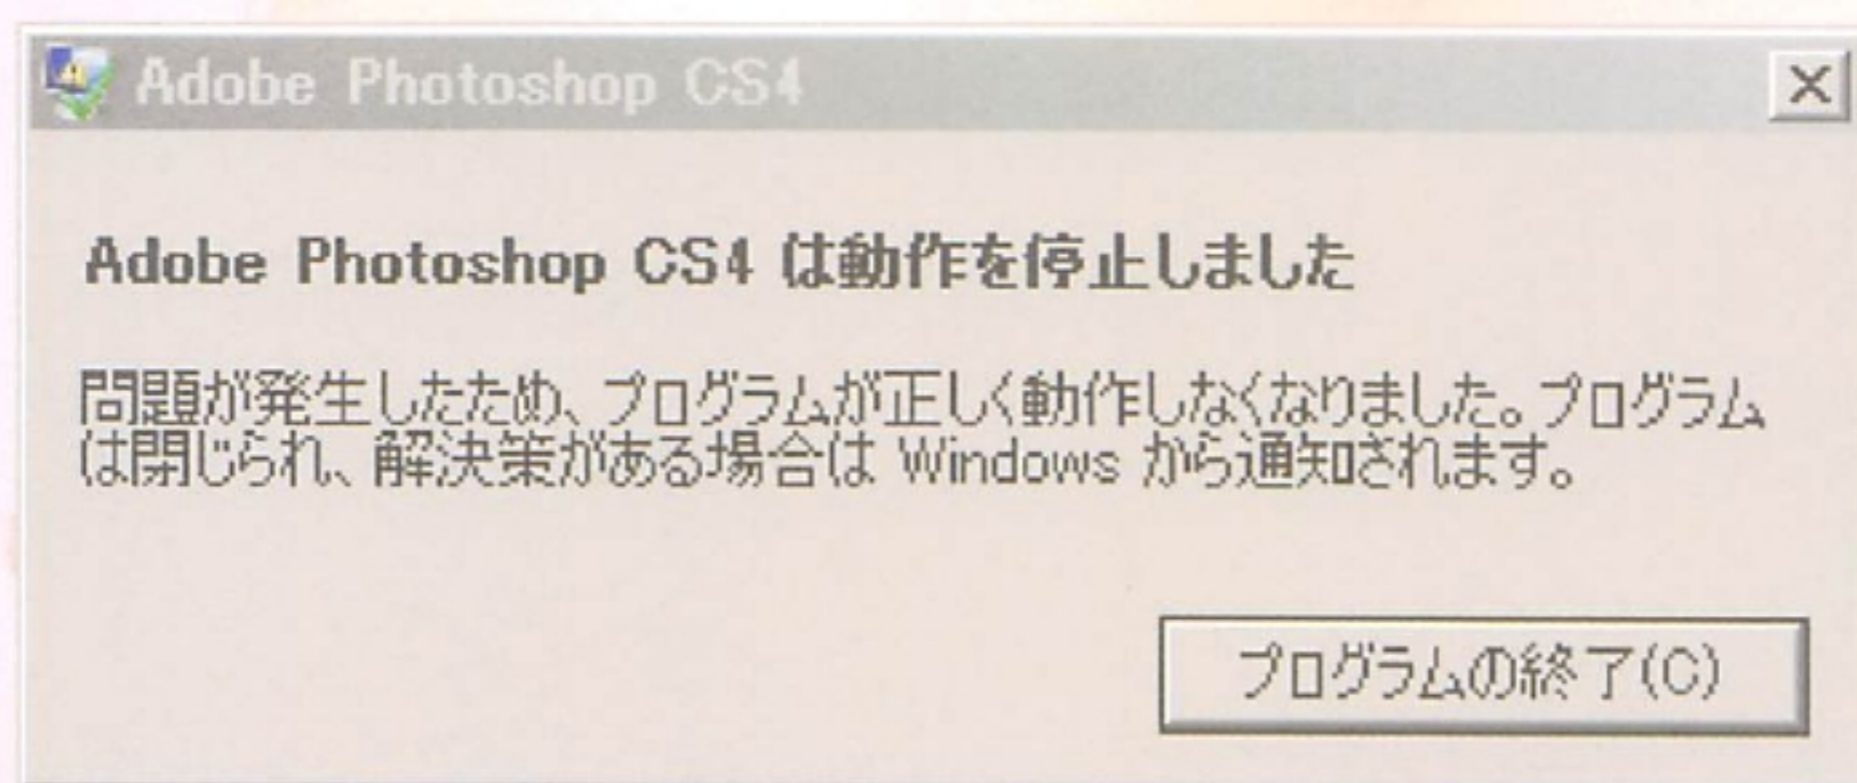 Adobe Photoshop CS4
Adobe Photoshop CS4 は動作を停止しました
問題が発生したため、プログラムが正しく動作しなくなりました。プログラム
は閉じられ、解決策がある場合は Windows から通知されます。
プログラムの終了(C)